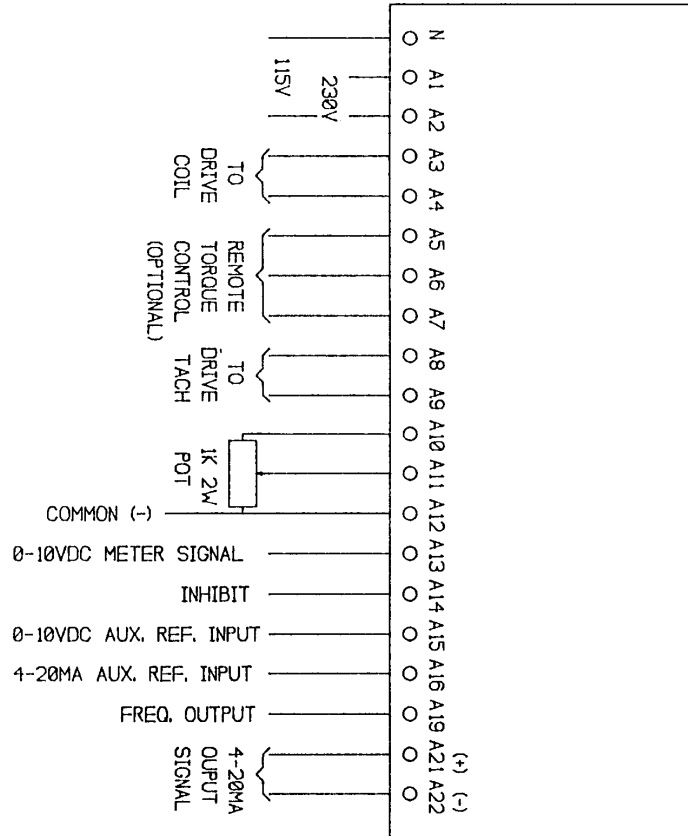 N
A1
115V
230V
A2
A3
TO
DRIVE
COIL
A4
A5
REMOTE
TORQUE
CONTROL
(OPTIONAL)
A6
A7
A8
TO
DRIVE
TACH
A9
A10
1K 2W
POT
A11
COMMON (-)
A12
0-10VDC METER SIGNAL
A13
INHIBIT
A14
0-10VDC AUX. REF. INPUT
A15
4-20MA AUX. REF. INPUT
A16
FREQ. OUTPUT
A19
4-20MA
OUPUT
SIGNAL
A21 (+)
A22 (-)